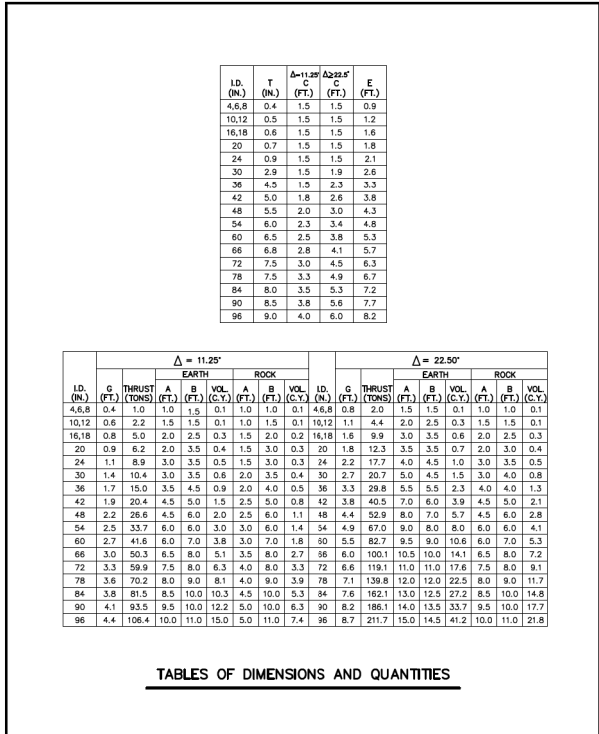 Δ=11.25° Δ≥22.5°
I.D. T C C E
(IN.) (IN.) (FT.) (FT.) (FT.)
4,6,8 0.4 1.5 1.5 0.9
10,12 0.5 1.5 1.5 1.2
16,18 0.6 1.5 1.5 1.6
20 0.7 1.5 1.5 1.8
24 0.9 1.5 1.5 2.1
30 2.9 1.5 1.9 2.6
36 4.5 1.5 2.3 3.3
42 5.0 1.8 2.6 3.8
48 5.5 2.0 3.0 4.3
54 6.0 2.3 3.4 4.8
60 6.5 2.5 3.8 5.3
66 6.8 2.8 4.1 5.7
72 7.5 3.0 4.5 6.3
78 7.5 3.3 4.9 6.7
84 8.0 3.5 5.3 7.2
90 8.5 3.8 5.6 7.7
96 9.0 4.0 6.0 8.2
Δ = 11.25° Δ = 22.50°
EARTH ROCK EARTH ROCK
I.D. G THRUST A B VOL. A B VOL. I.D. G THRUST A B VOL. A B VOL.
(IN.) (FT.) (TONS) (FT.) (FT.) (C.Y.) (FT.) (FT.) (C.Y.) (IN.) (FT.) (TONS) (FT.) (FT.) (C.Y.) (FT.) (FT.) (C.Y.)
4,6,8 0.4 1.0 1.0 1.5 0.1 1.0 1.0 0.1 4,6,8 0.8 2.0 1.5 1.5 0.1 1.0 1.0 0.1
10,12 0.6 2.2 1.5 1.5 0.1 1.0 1.5 0.1 10,12 1.1 4.4 2.0 2.5 0.3 1.5 1.5 0.1
16,18 0.8 5.0 2.0 2.5 0.3 1.5 2.0 0.2 16,18 1.6 9.9 3.0 3.5 0.6 2.0 2.5 0.3
20 0.9 6.2 2.0 3.5 0.4 1.5 3.0 0.3 20 1.8 12.3 3.5 3.5 0.7 2.0 3.0 0.4
24 1.1 8.9 3.0 3.5 0.5 1.5 3.0 0.3 24 2.2 17.7 4.0 4.5 1.0 3.0 3.5 0.5
30 1.4 10.4 3.0 3.5 0.6 2.0 3.5 0.4 30 2.7 20.7 5.0 4.5 1.5 3.0 4.0 0.8
36 1.7 15.0 3.5 4.5 0.9 2.0 4.0 0.5 36 3.3 29.8 5.5 5.5 2.3 4.0 4.0 1.3
42 1.9 20.4 4.5 5.0 1.5 2.5 5.0 0.8 42 3.8 40.5 7.0 6.0 3.9 4.5 5.0 2.1
48 2.2 26.6 4.5 6.0 2.0 2.5 6.0 1.1 48 4.4 52.9 8.0 7.0 5.7 4.5 6.0 2.8
54 2.5 33.7 6.0 6.0 3.0 3.0 6.0 1.4 54 4.9 67.0 9.0 8.0 8.0 6.0 6.0 4.1
60 2.7 41.6 6.0 7.0 3.8 3.0 7.0 1.8 60 5.5 82.7 9.5 9.0 10.6 6.0 7.0 5.3
66 3.0 50.3 6.5 8.0 5.1 3.5 8.0 2.7 66 6.0 100.1 10.5 10.0 14.1 6.5 8.0 7.2
72 3.3 59.9 7.5 8.0 6.3 4.0 8.0 3.3 72 6.6 119.1 11.0 11.0 17.6 7.5 8.0 9.1
78 3.6 70.2 8.0 9.0 8.1 4.0 9.0 3.9 78 7.1 139.8 12.0 12.0 22.5 8.0 9.0 11.7
84 3.8 81.5 8.5 10.0 10.3 4.5 10.0 5.3 84 7.6 162.1 13.0 12.5 27.2 8.5 10.0 14.8
90 4.1 93.5 9.5 10.0 12.2 5.0 10.0 6.3 90 8.2 186.1 14.0 13.5 33.7 9.5 10.0 17.7
96 4.4 106.4 10.0 11.0 15.0 5.0 11.0 7.4 96 8.7 211.7 15.0 14.5 41.2 10.0 11.0 21.8
TABLES OF DIMENSIONS AND QUANTITIES